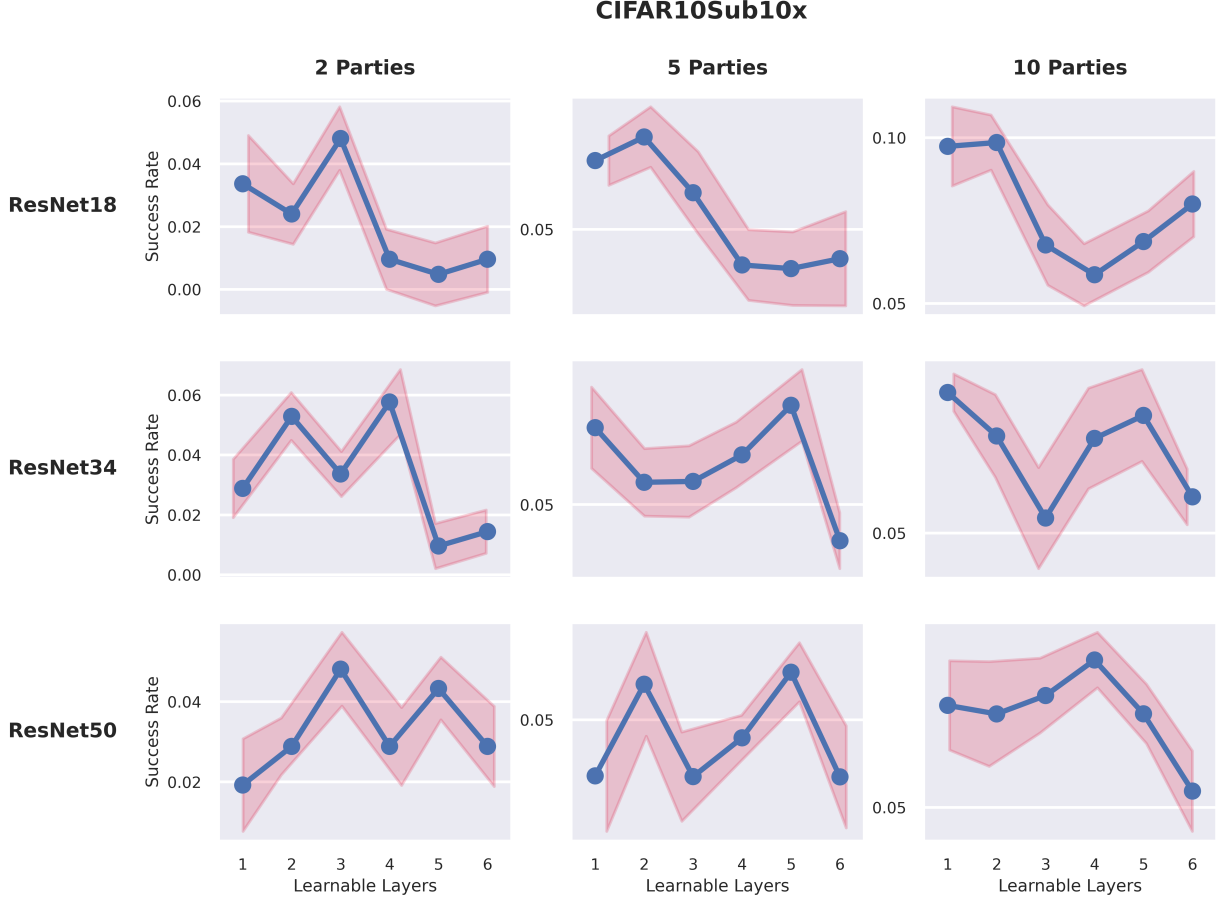 CIFAR10Sub10x
2 Parties
5 Parties
10 Parties
ResNet18
Success Rate
0.06
0.04
0.02
0.00
0.05
0.10
0.05
ResNet34
Success Rate
0.06
0.04
0.02
0.00
0.05
0.05
ResNet50
Success Rate
0.04
0.02
0.05
0.05
1 2 3 4 5 6
1 2 3 4 5 6
1 2 3 4 5 6
Learnable Layers
Learnable Layers
Learnable Layers